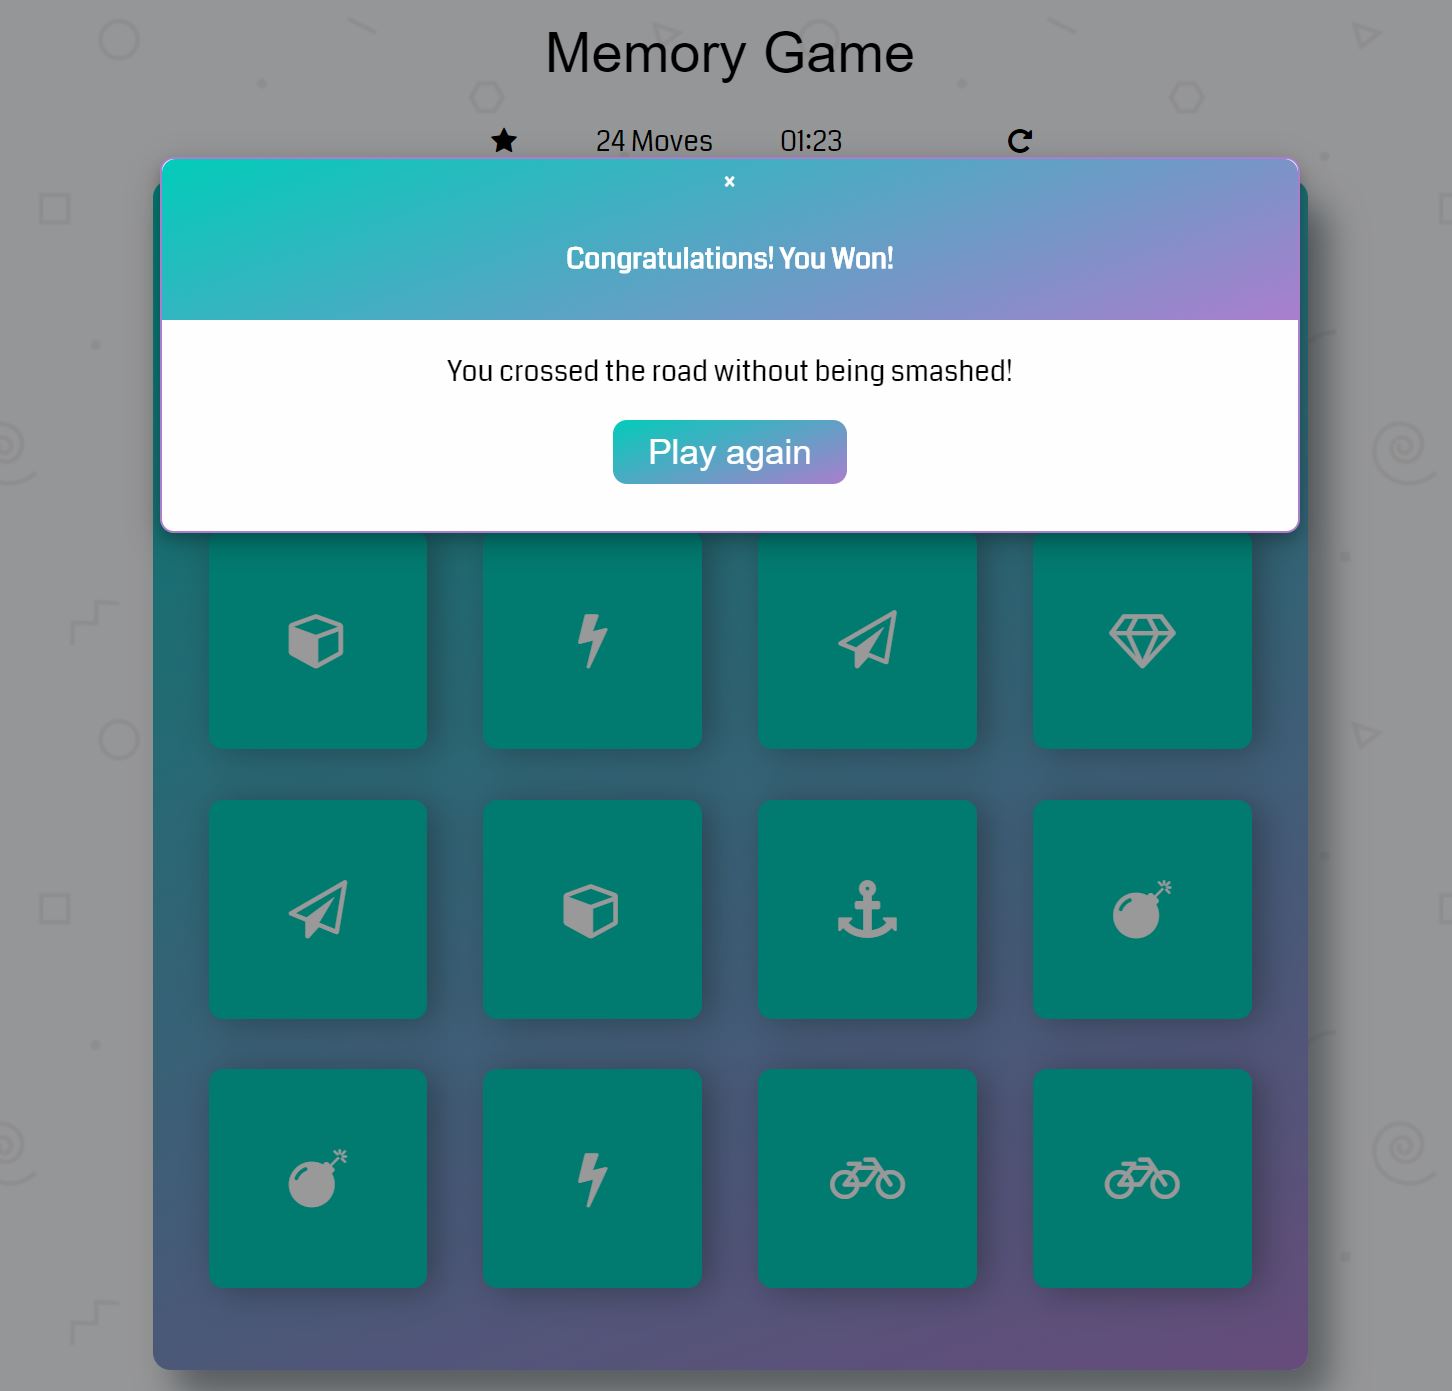 Memory Game
24 Moves 01:23
×
Congratulations! You Won!
You crossed the road without being smashed!
Play again